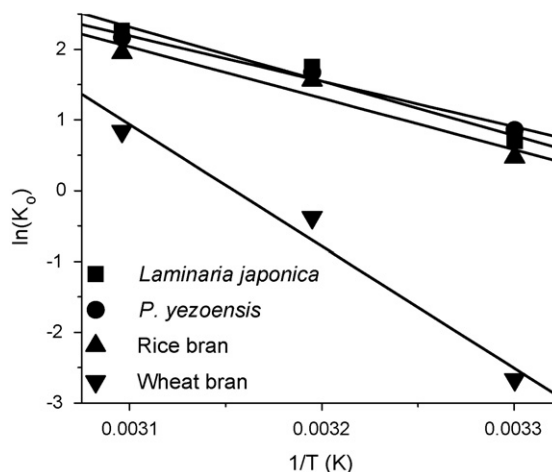 2
1
0
-1
-2
-3
ln(Ko)
Laminaria japonica
P. yezoensis
Rice bran
Wheat bran
0.0031
0.0032
0.0033
1/T (K)